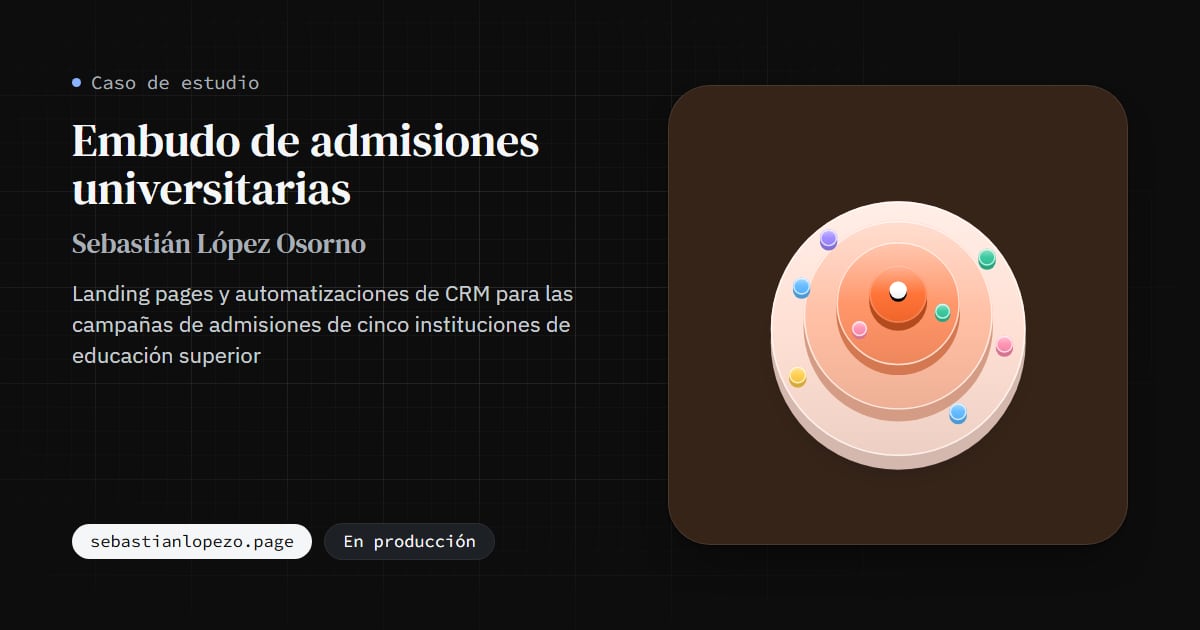 Caso de estudio
Embudo de admisiones
universitarias
Sebastián López Osorno
Landing pages y automatizaciones de CRM para las
campañas de admisiones de cinco instituciones de
educación superior
sebastianlopezo.page
En producción